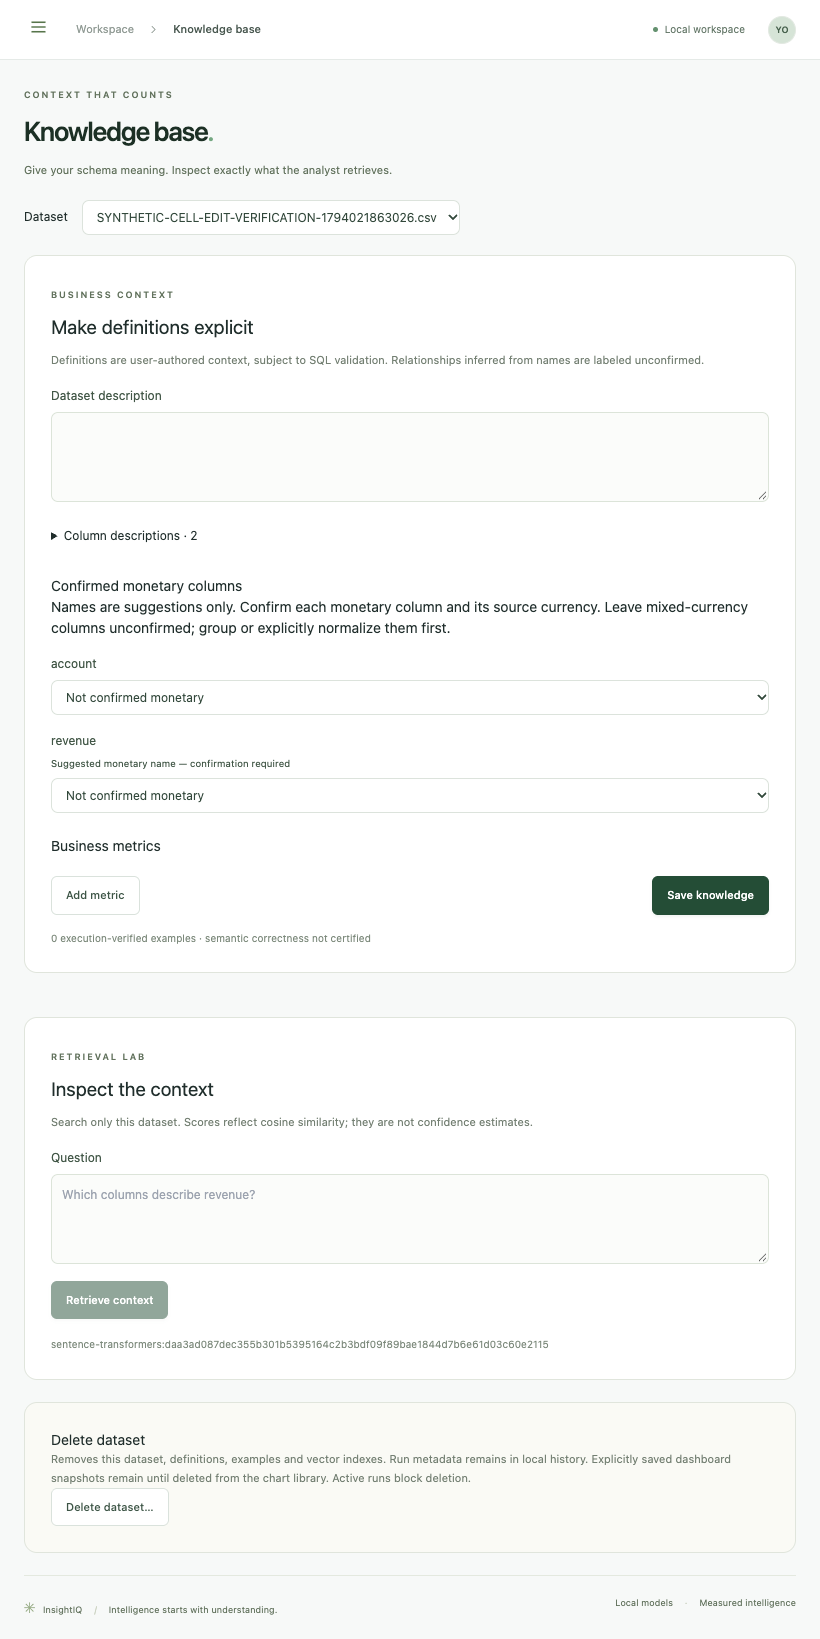 Workspace > Knowledge base
Local workspace
YO
CONTEXT THAT COUNTS
Knowledge base.
Give your schema meaning. Inspect exactly what the analyst retrieves.
Dataset
SYNTHETIC-CELL-EDIT-VERIFICATION-1794021863026.csv
BUSINESS CONTEXT
Make definitions explicit
Definitions are user-authored context, subject to SQL validation. Relationships inferred from names are labeled unconfirmed.
Dataset description
Column descriptions · 2
Confirmed monetary columns
Names are suggestions only. Confirm each monetary column and its source currency. Leave mixed-currency
columns unconfirmed; group or explicitly normalize them first.
account
Not confirmed monetary
revenue
Suggested monetary name — confirmation required
Not confirmed monetary
Business metrics
Add metric
Save knowledge
0 execution-verified examples · semantic correctness not certified
RETRIEVAL LAB
Inspect the context
Search only this dataset. Scores reflect cosine similarity; they are not confidence estimates.
Question
Which columns describe revenue?
Retrieve context
sentence-transformers:daa3ad087dec355b301b5395164c2b3bdf09f89bae1844d7b6e61d03c60e2115
Delete dataset
Removes this dataset, definitions, examples and vector indexes. Run metadata remains in local history. Explicitly saved dashboard
snapshots remain until deleted from the chart library. Active runs block deletion.
Delete dataset...
InsightIQ / Intelligence starts with understanding.
Local models · Measured intelligence